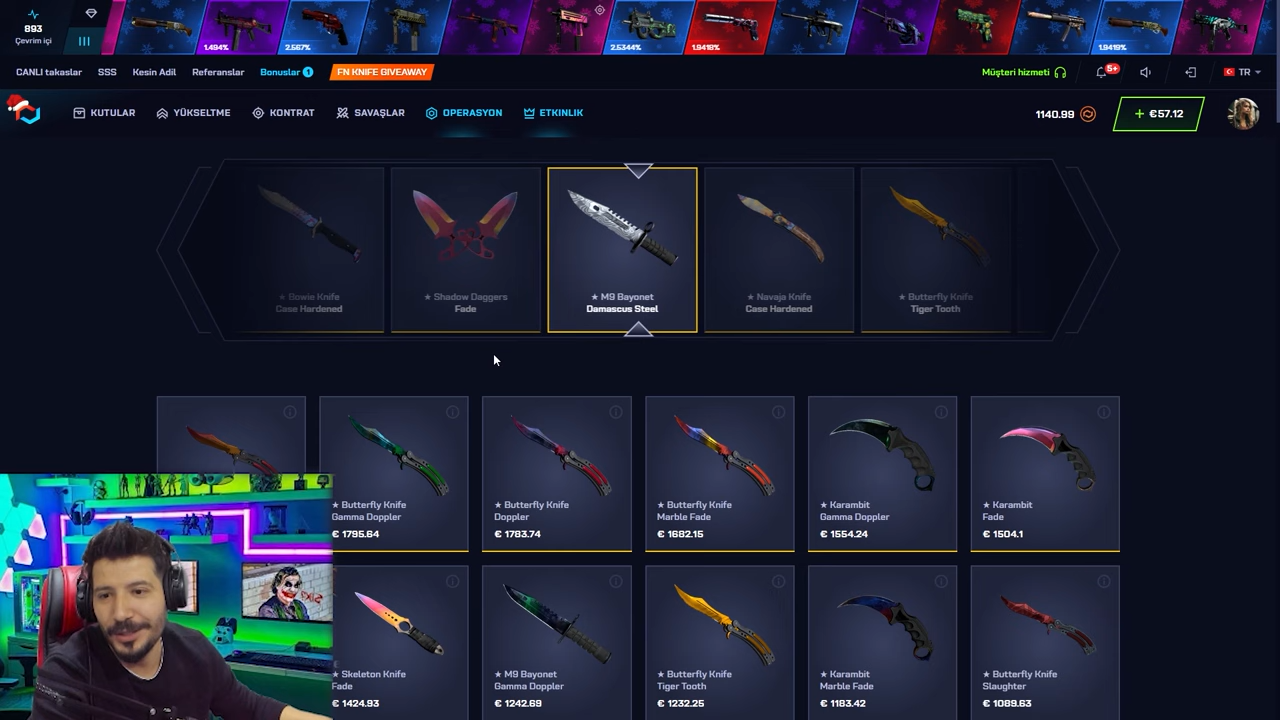 893
Çevrim içi
1.494%
2.567%
2.5344%
1.9418%
1.9419%
CANLI takaslar
SSS
Kesin Adil
Referanslar
Bonuslar 1
FN KNIFE GIVEAWAY
Müşteri hizmeti
5+
TR
KUTULAR
YÜKSELTME
KONTRAT
SAVAŞLAR
OPERASYON
ETKINLIK
1140.99
+ €57.12
★ Bowie Knife
Case Hardened
★ Shadow Daggers
Fade
★ M9 Bayonet
Damascus Steel
★ Navaja Knife
Case Hardened
★ Butterfly Knife
Tiger Tooth
★ Butterfly Knife
Gamma Doppler
€ 1795.64
★ Butterfly Knife
Doppler
€ 1783.74
★ Butterfly Knife
Marble Fade
€ 1682.15
★ Karambit
Gamma Doppler
€ 1554.24
★ Karambit
Fade
€ 1504.1
★ Skeleton Knife
Fade
€ 1424.93
★ M9 Bayonet
Gamma Doppler
€ 1242.69
★ Butterfly Knife
Tiger Tooth
€ 1232.25
★ Karambit
Marble Fade
€ 1183.42
★ Butterfly Knife
Slaughter
€ 1089.63